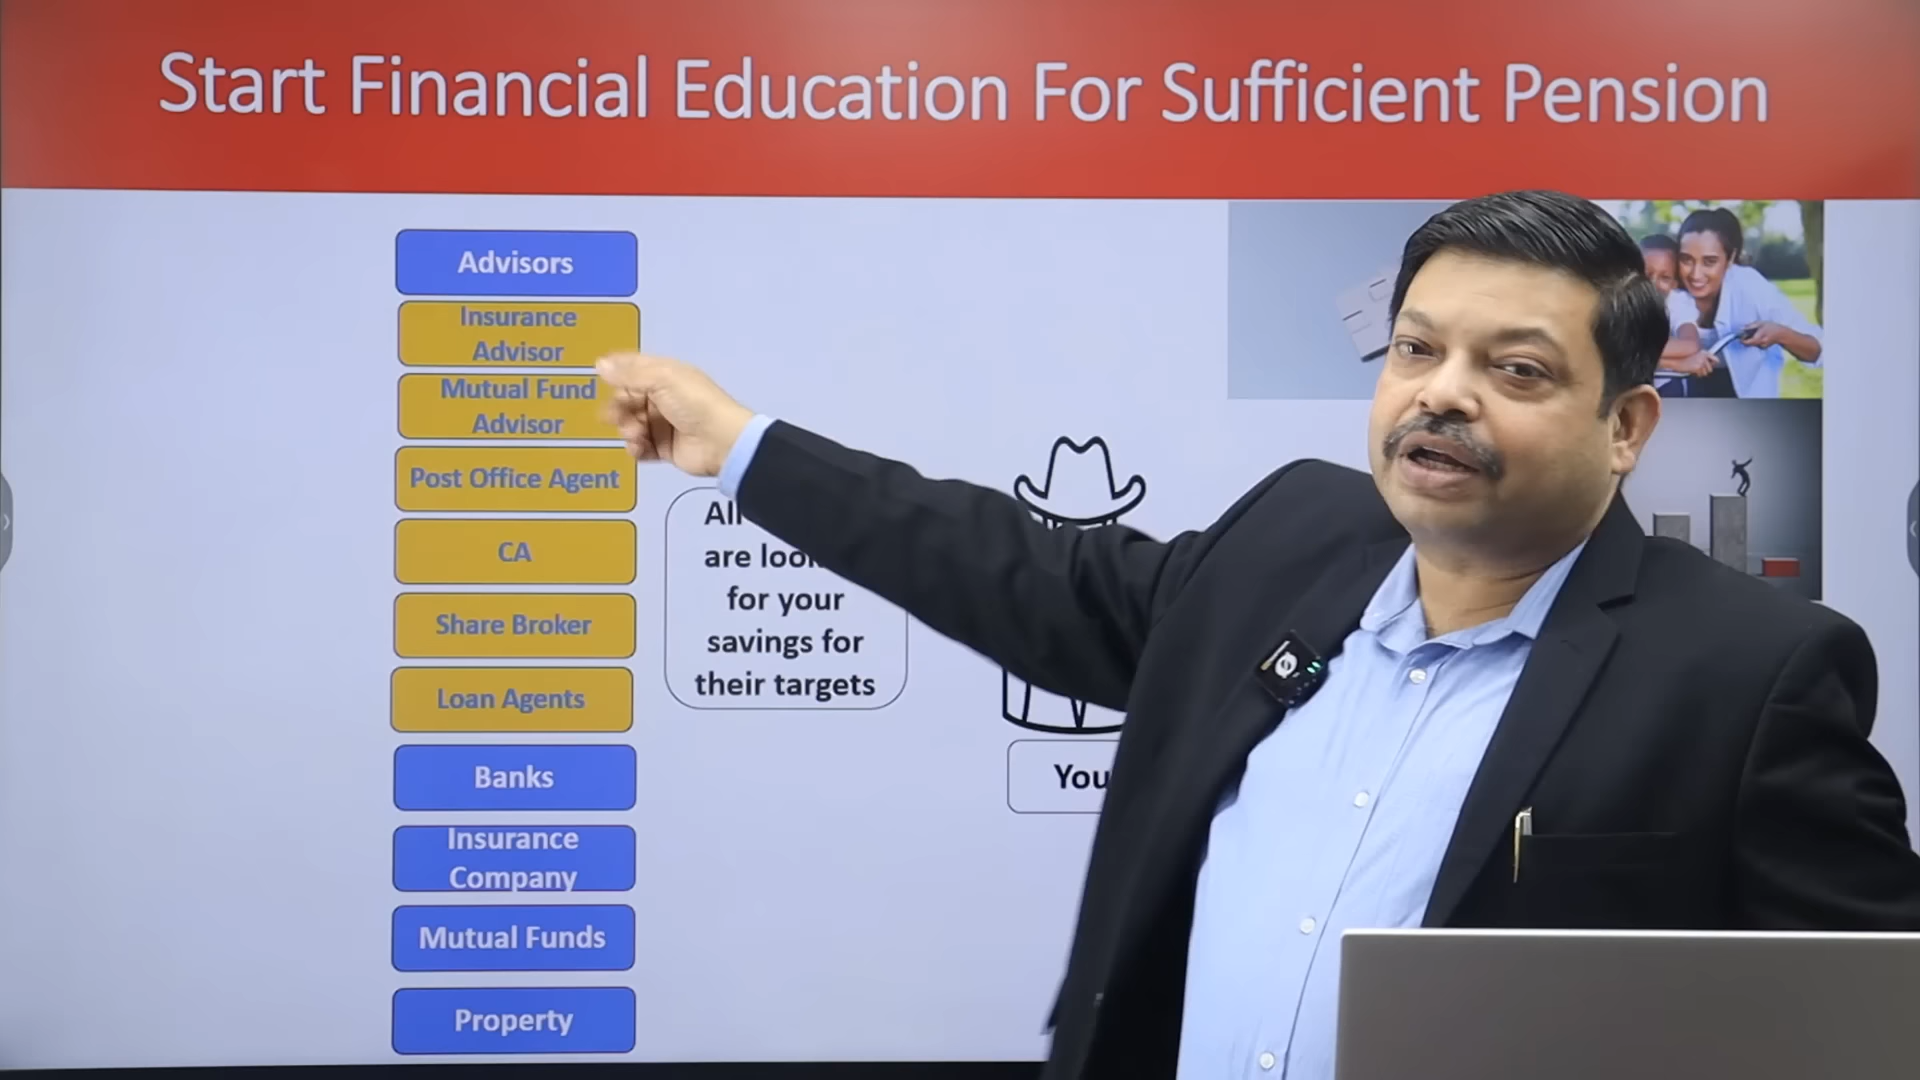 Start Financial Education For Sufficient Pension
Advisors
Insurance
Advisor
Mutual Fund
Advisor
Post Office Agent
CA
Share Broker
Loan Agents
Banks
Insurance
Company
Mutual Funds
Property
All
are
for your
savings for
their targets
You